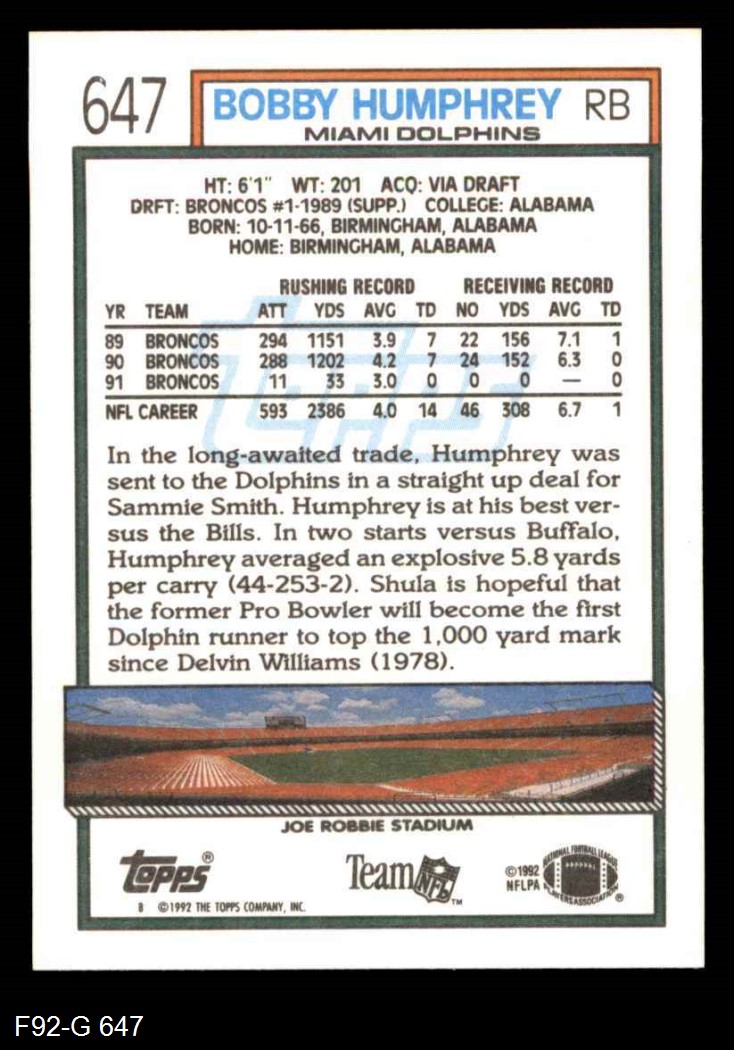 647 BOBBY HUMPHREY RB
MIAMI DOLPHINS
HT: 6'1" WT: 201 ACQ: VIA DRAFT
DRFT: BRONCOS #1-1989 (SUPP.) COLLEGE: ALABAMA
BORN: 10-11-66, BIRMINGHAM, ALABAMA
HOME: BIRMINGHAM, ALABAMA
RUSHING RECORD RECEIVING RECORD
YR TEAM ATT YDS AVG TD NO YDS AVG TD
89 BRONCOS 294 1151 3.9 7 22 156 7.1 1
90 BRONCOS 288 1202 4.2 7 24 152 6.3 0
91 BRONCOS 11 33 3.0 0 0 0 — 0
NFL CAREER 593 2386 4.0 14 46 308 6.7 1
topps
In the long-awaited trade, Humphrey was
sent to the Dolphins in a straight up deal for
Sammie Smith. Humphrey is at his best ver-
sus the Bills. In two starts versus Buffalo,
Humphrey averaged an explosive 5.8 yards
per carry (44-253-2). Shula is hopeful that
the former Pro Bowler will become the first
Dolphin runner to top the 1,000 yard mark
since Delvin Williams (1978).
JOE ROBBIE STADIUM
topps®
Team NFL™
©1992
NFLPA
NATIONAL FOOTBALL LEAGUE
PLAYERS ASSOCIATION ®
B ©1992 THE TOPPS COMPANY, INC.
F92-G 647